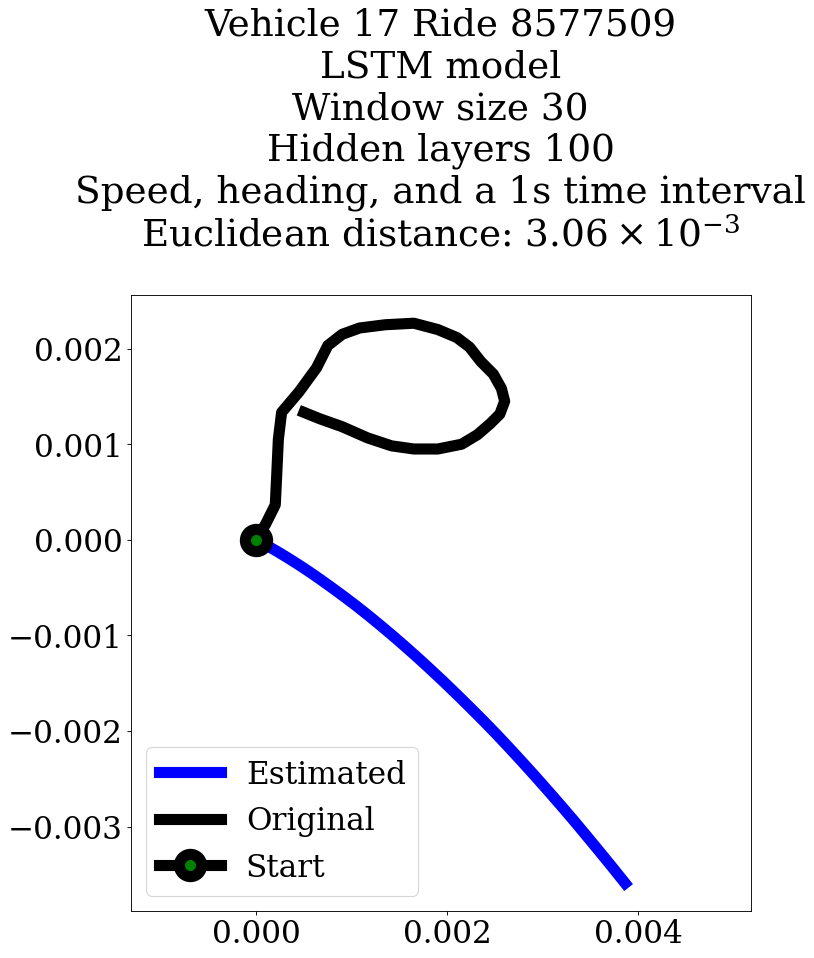 Vehicle 17 Ride 8577509
LSTM model
Window size 30
Hidden layers 100
Speed, heading, and a 1s time interval
Euclidean distance: 3.06 × 10⁻³
0.002
0.001
0.000
−0.001
−0.002
−0.003
Estimated
Original
Start
0.000
0.002
0.004